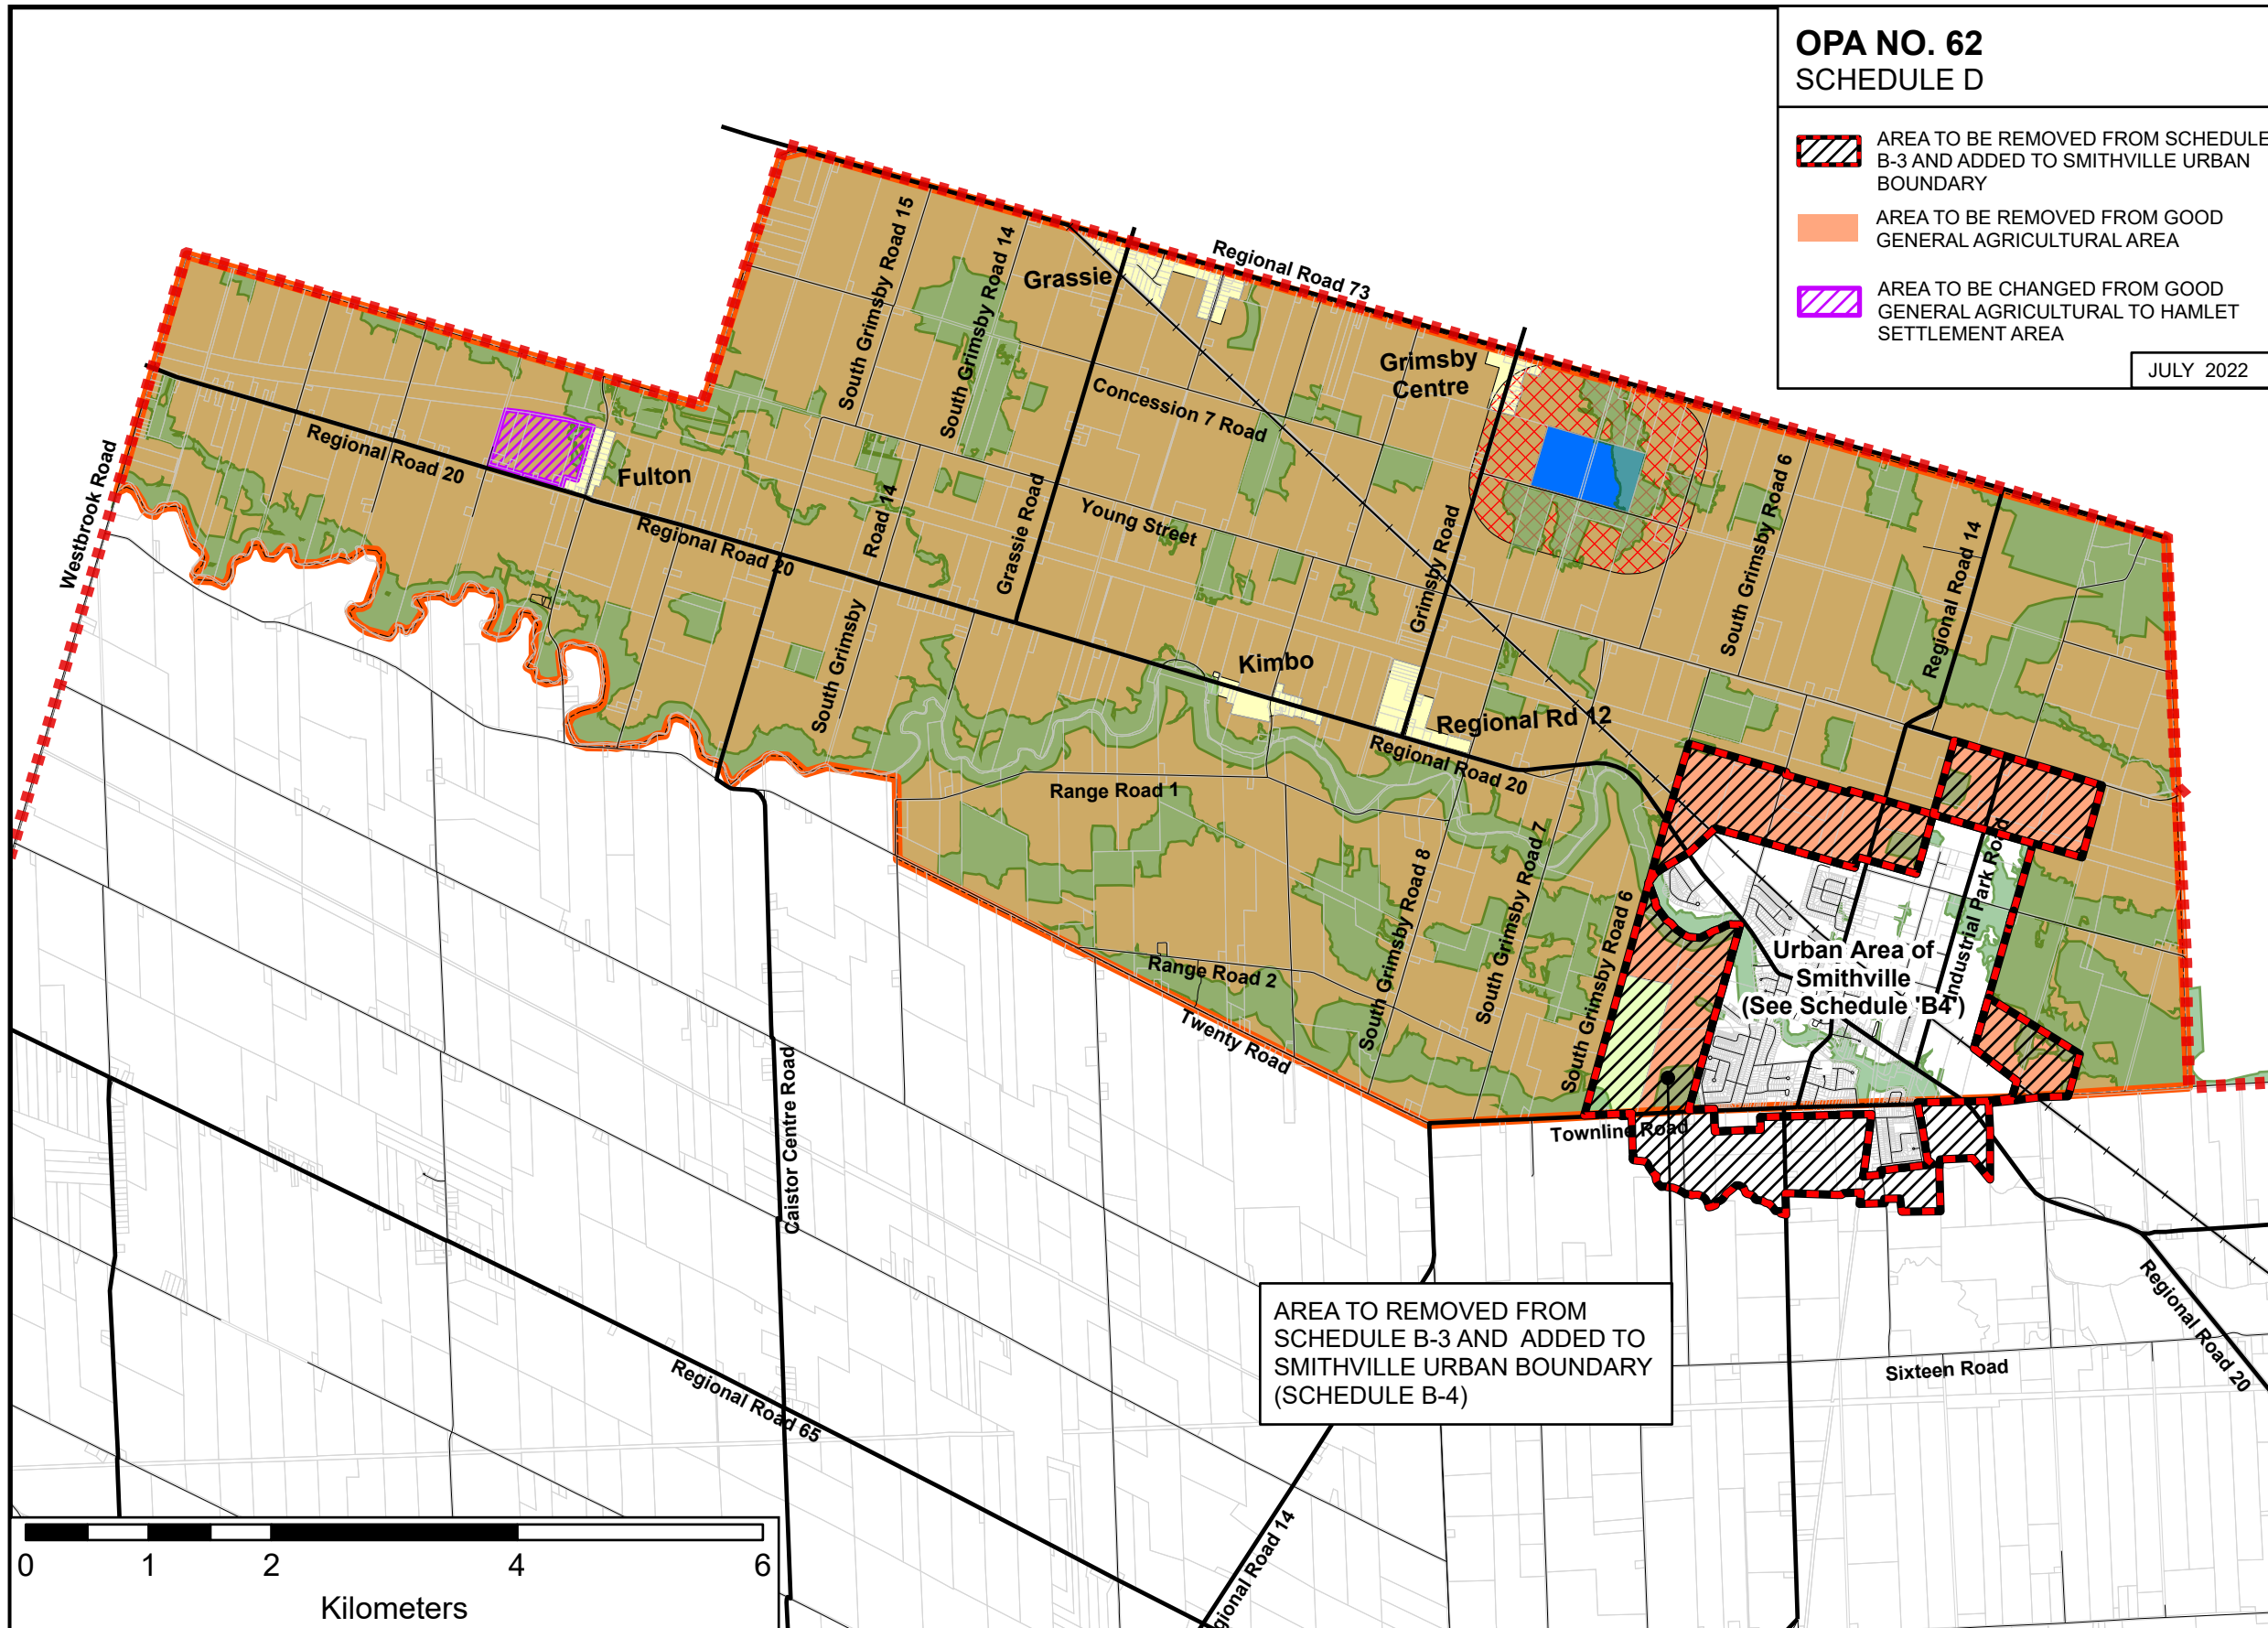 OPA NO. 62
SCHEDULE D
AREA TO BE REMOVED FROM SCHEDULE
B-3 AND ADDED TO SMITHVILLE URBAN
BOUNDARY
AREA TO BE REMOVED FROM GOOD
GENERAL AGRICULTURAL AREA
AREA TO BE CHANGED FROM GOOD
GENERAL AGRICULTURAL TO HAMLET
SETTLEMENT AREA
JULY 2022
South Grimsby Road 15
South Grimsby Road 14
Grassie
Regional Road 73
Grimsby
Centre
Concession 7 Road
Westbrook Road
Regional Road 20
Fulton
Regional Road 20
Road 14
South Grimsby
Grassie Road
Young Street
Grimsby Road
South Grimsby Road 6
Regional Road 14
Kimbo
Regional Rd 12
Regional Road 20
Range Road 1
South Grimsby Road 8
South Grimsby Road 7
South Grimsby Road 6
Industrial Park Road
Urban Area of
Smithville
(See Schedule 'B4')
Range Road 2
Twenty Road
Townline Road
Caistor Centre Road
AREA TO REMOVED FROM
SCHEDULE B-3 AND ADDED TO
SMITHVILLE URBAN BOUNDARY
(SCHEDULE B-4)
Regional Road 20
Sixteen Road
Regional Road 65
gional Road 14
0 1 2 4 6
Kilometers